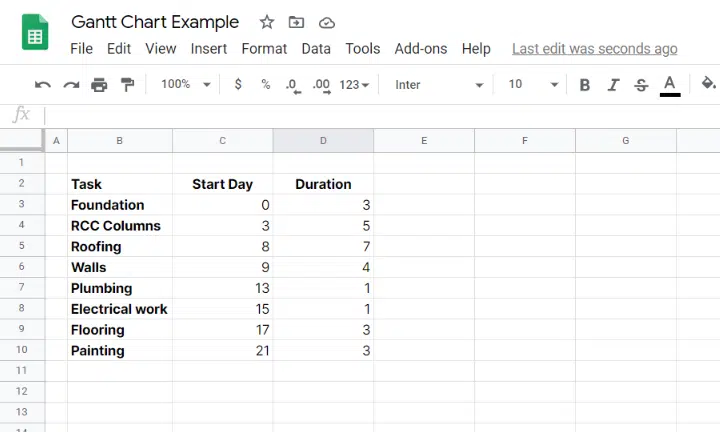 Gantt Chart Example
File Edit View Insert Format Data Tools Add-ons Help Last edit was seconds ago
100% $ % .0 .00 123 Inter 10 B I S A
fx
A B C D E F G
1
2 Task Start Day Duration
3 Foundation 0 3
4 RCC Columns 3 5
5 Roofing 8 7
6 Walls 9 4
7 Plumbing 13 1
8 Electrical work 15 1
9 Flooring 17 3
10 Painting 21 3
11
12
13